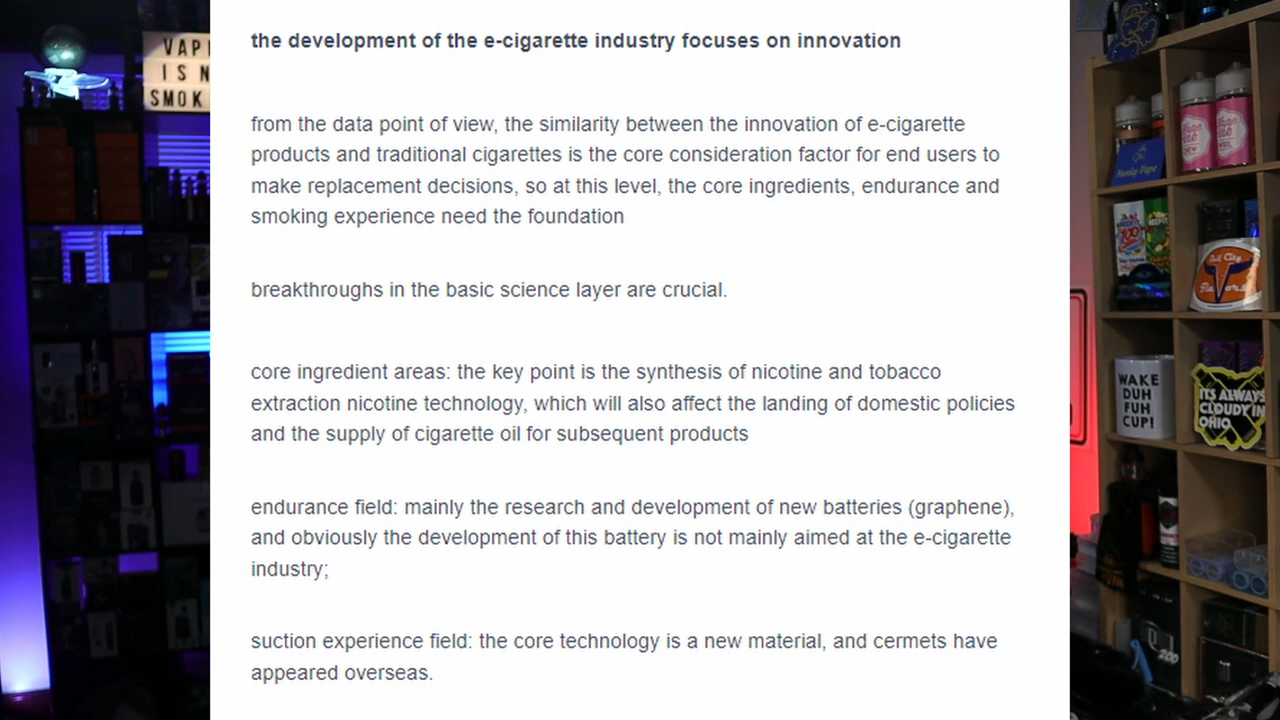 the development of the e-cigarette industry focuses on innovation
from the data point of view, the similarity between the innovation of e-cigarette
products and traditional cigarettes is the core consideration factor for end users to
make replacement decisions, so at this level, the core ingredients, endurance and
smoking experience need the foundation
breakthroughs in the basic science layer are crucial.
core ingredient areas: the key point is the synthesis of nicotine and tobacco
extraction nicotine technology, which will also affect the landing of domestic policies
and the supply of cigarette oil for subsequent products
endurance field: mainly the research and development of new batteries (graphene),
and obviously the development of this battery is not mainly aimed at the e-cigarette
industry;
suction experience field: the core technology is a new material, and cermets have
appeared overseas.
VAP
IS N
SMOK
100
Bull City
Flavors
WAKE
DUH
FUH
CUP!
ITS ALWAYS
CLOUDY IN
OHIO
200